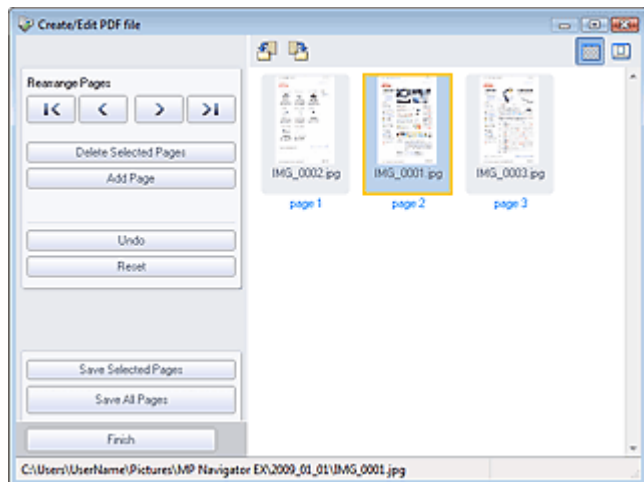 Create/Edit PDF file
Rearrange Pages
Delete Selected Pages
Add Page
Undo
Reset
Save Selected Pages
Save All Pages
Finish
IMG_0002.jpg IMG_0001.jpg IMG_0003.jpg
page 1 page 2 page 3
C:\Users\UserName\Pictures\MP Navigator EX\2009_01_01\IMG_0001.jpg